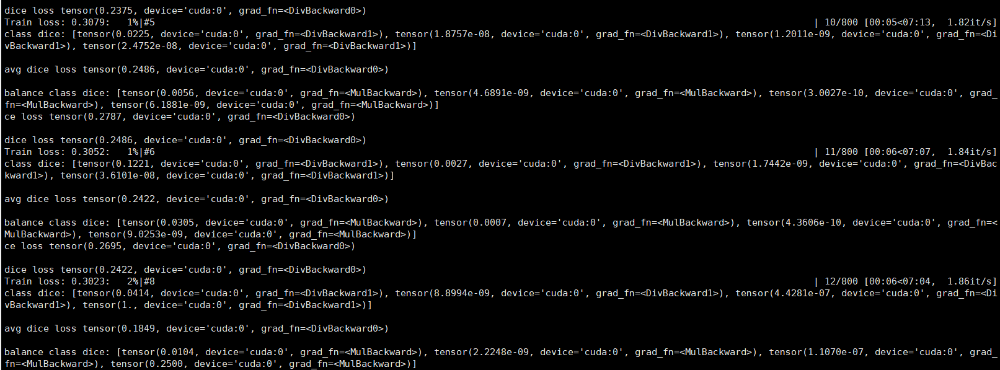 dice loss tensor(0.2375, device='cuda:0', grad_fn=<DivBackward0>)
Train loss: 0.3079:   1%|#5                                                                                                                      | 10/800 [00:05<07:13,  1.82it/s]
class dice: [tensor(0.0225, device='cuda:0', grad_fn=<DivBackward1>), tensor(1.8757e-08, device='cuda:0', grad_fn=<DivBackward1>), tensor(1.2011e-09, device='cuda:0', grad_fn=<Di
vBackward1>), tensor(2.4752e-08, device='cuda:0', grad_fn=<DivBackward1>)]
avg dice loss tensor(0.2486, device='cuda:0', grad_fn=<DivBackward0>)
balance class dice: [tensor(0.0056, device='cuda:0', grad_fn=<MulBackward>), tensor(4.6891e-09, device='cuda:0', grad_fn=<MulBackward>), tensor(3.0027e-10, device='cuda:0', grad_
fn=<MulBackward>), tensor(6.1881e-09, device='cuda:0', grad_fn=<MulBackward>)]
ce loss tensor(0.2787, device='cuda:0', grad_fn=<DivBackward0>)
dice loss tensor(0.2486, device='cuda:0', grad_fn=<DivBackward0>)
Train loss: 0.3052:   1%|#6                                                                                                                      | 11/800 [00:06<07:07,  1.84it/s]
class dice: [tensor(0.1221, device='cuda:0', grad_fn=<DivBackward1>), tensor(0.0027, device='cuda:0', grad_fn=<DivBackward1>), tensor(1.7442e-09, device='cuda:0', grad_fn=<DivBac
kward1>), tensor(3.6101e-08, device='cuda:0', grad_fn=<DivBackward1>)]
avg dice loss tensor(0.2422, device='cuda:0', grad_fn=<DivBackward0>)
balance class dice: [tensor(0.0305, device='cuda:0', grad_fn=<MulBackward>), tensor(0.0007, device='cuda:0', grad_fn=<MulBackward>), tensor(4.3606e-10, device='cuda:0', grad_fn=<
MulBackward>), tensor(9.0253e-09, device='cuda:0', grad_fn=<MulBackward>)]
ce loss tensor(0.2695, device='cuda:0', grad_fn=<DivBackward0>)
dice loss tensor(0.2422, device='cuda:0', grad_fn=<DivBackward0>)
Train loss: 0.3023:   2%|#8                                                                                                                      | 12/800 [00:06<07:04,  1.86it/s]
class dice: [tensor(0.0414, device='cuda:0', grad_fn=<DivBackward1>), tensor(8.8994e-09, device='cuda:0', grad_fn=<DivBackward1>), tensor(4.4281e-07, device='cuda:0', grad_fn=<Di
vBackward1>), tensor(1., device='cuda:0', grad_fn=<DivBackward1>)]
avg dice loss tensor(0.1849, device='cuda:0', grad_fn=<DivBackward0>)
balance class dice: [tensor(0.0104, device='cuda:0', grad_fn=<MulBackward>), tensor(2.2248e-09, device='cuda:0', grad_fn=<MulBackward>), tensor(1.1070e-07, device='cuda:0', grad_
fn=<MulBackward>), tensor(0.2500, device='cuda:0', grad_fn=<MulBackward>)]